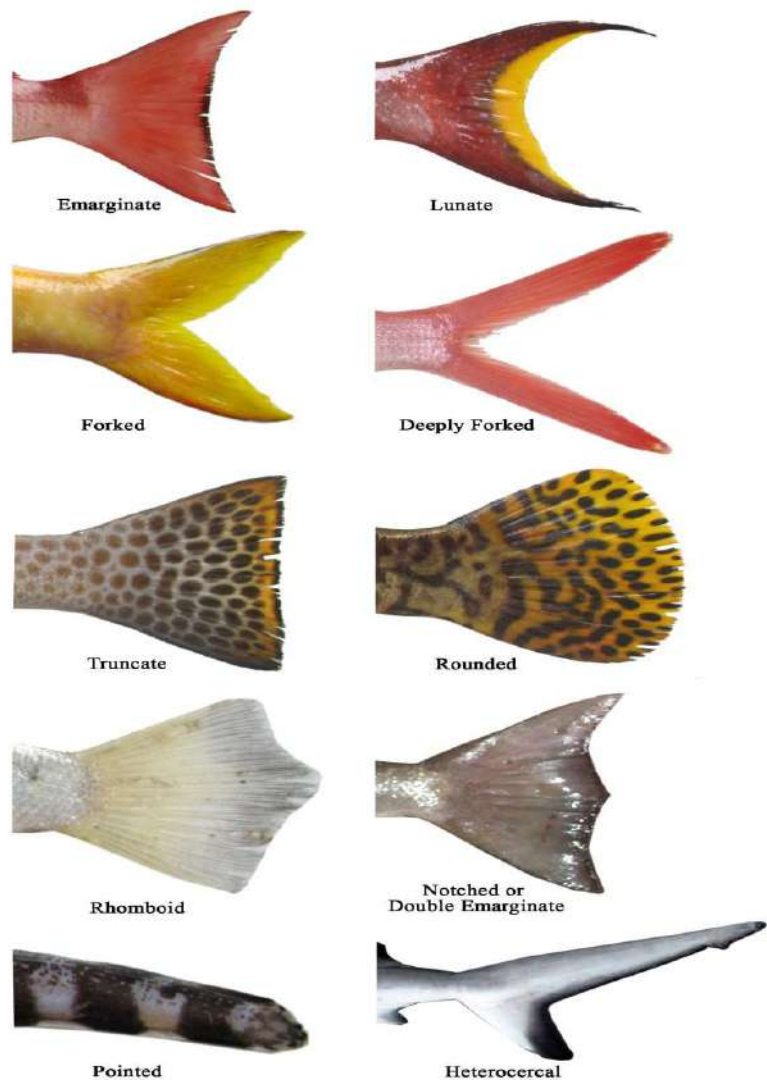 Emarginate
Lunate
Forked
Deeply Forked
Truncate
Rounded
Rhomboid
Notched or
Double Emarginate
Pointed
Heterocercal